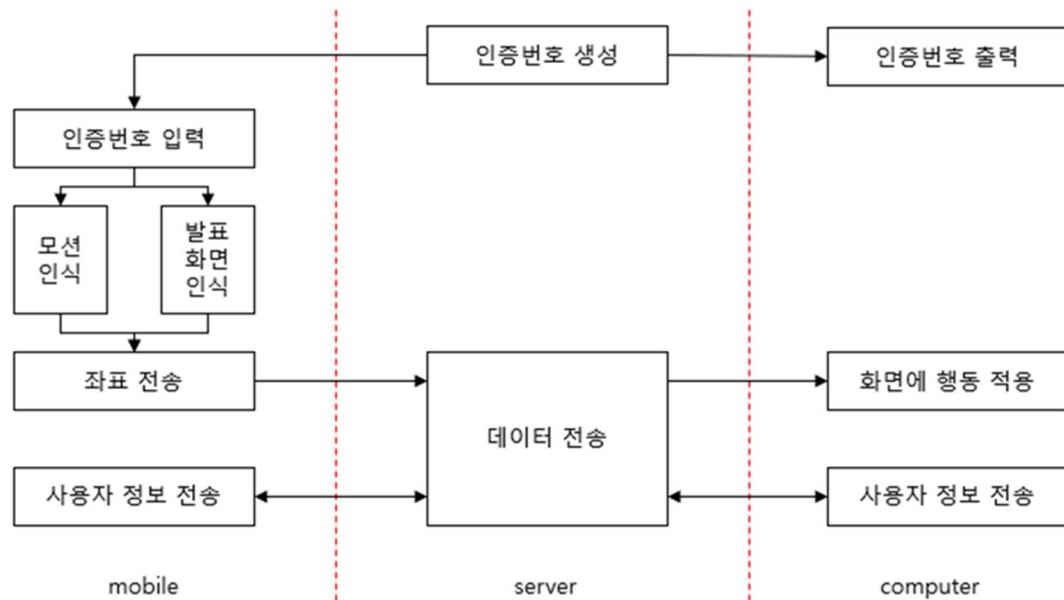 인증번호 생성
인증번호 출력
인증번호 입력
모션
인식
발표
화면
인식
좌표 전송
데이터 전송
화면에 행동 적용
사용자 정보 전송
사용자 정보 전송
mobile
server
computer